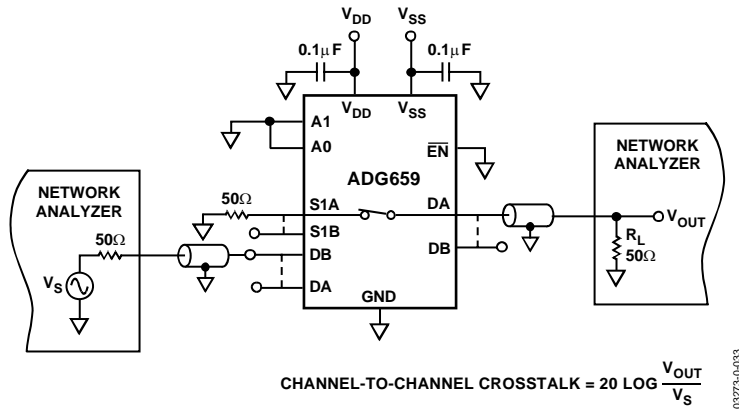 V_DD V_SS
0.1μF 0.1μF
V_DD V_SS
A1
A0
EN̅
ADG659
NETWORK
ANALYZER
50Ω
V_S
50Ω
S1A
S1B
DB
DA
GND
DA
DB
NETWORK
ANALYZER
V_OUT
R_L
50Ω
CHANNEL-TO-CHANNEL CROSSTALK = 20 LOG V_OUT/V_S
03273-0-033